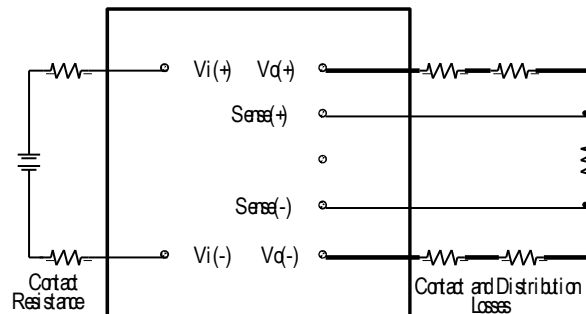 Vi(+) Vo(+)
Sense(+)
Sense(-)
Vi(-) Vo(-)
Contact
Resistance
Contact and Distribution
Losses